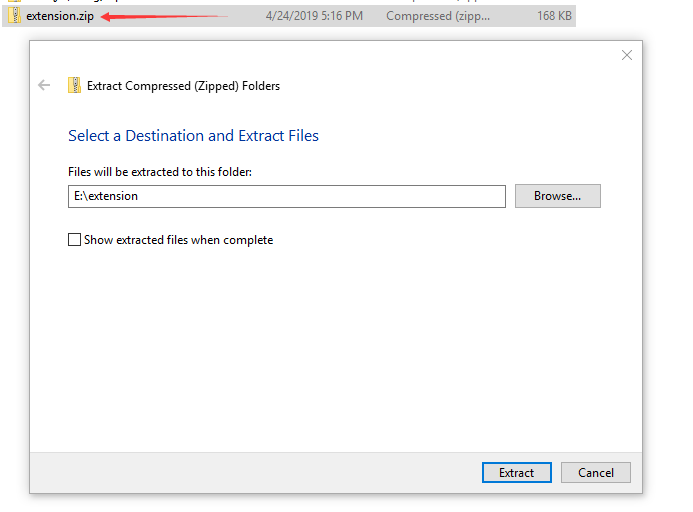 extension.zip 4/24/2019 5:16 PM Compressed (zipp... 168 KB
Extract Compressed (Zipped) Folders
Select a Destination and Extract Files
Files will be extracted to this folder:
E:\extension Browse...
Show extracted files when complete
Extract Cancel